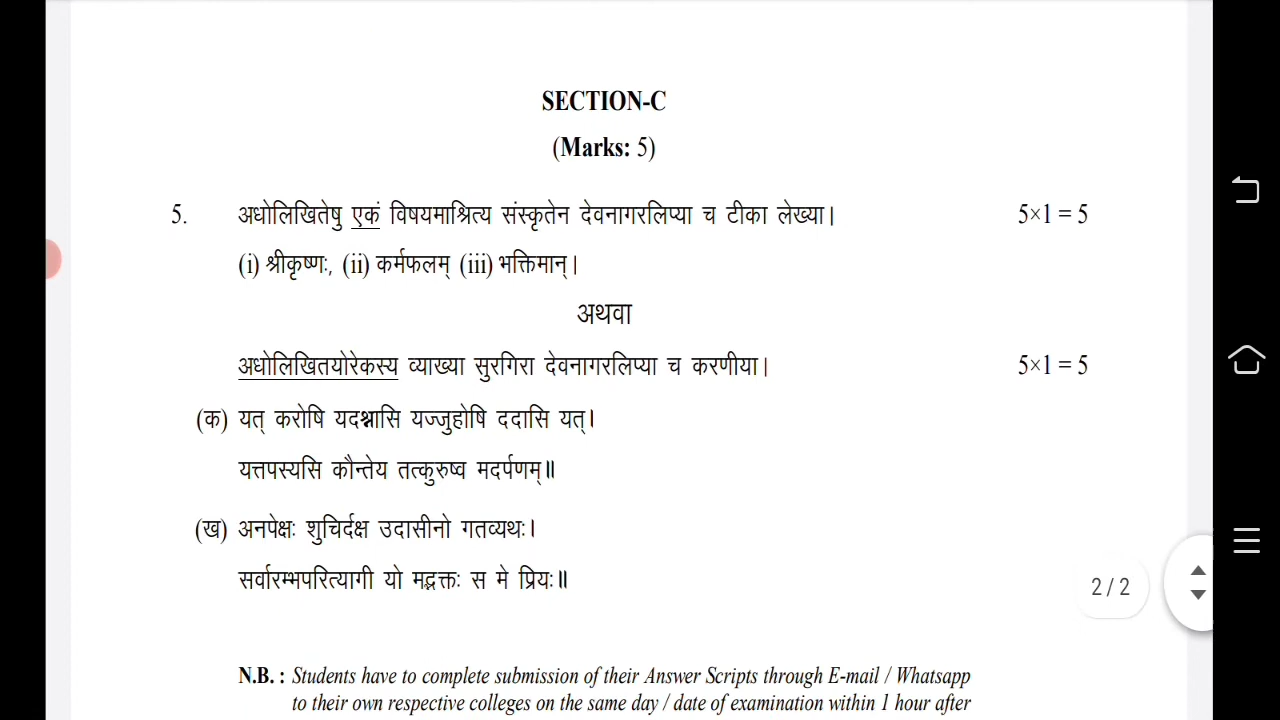 SECTION-C
(Marks: 5)
5. अधोलिखितेषु एकं विषयमाश्रित्य संस्कृतेन देवनागरलिप्या च टीका लेख्या। 5×1 = 5
(i) श्रीकृष्णः, (ii) कर्मफलम् (iii) भक्तिमान्।
अथवा
अधोलिखितयोरेकस्य व्याख्या सुरगिरा देवनागरलिप्या च करणीया। 5×1 = 5
(क) यत् करोषि यदश्नासि यज्जुहोषि ददासि यत्।
यत्तपस्यसि कौन्तेय तत्कुरुष्व मदर्पणम्॥
(ख) अनपेक्षः शुचिर्दक्ष उदासीनो गतव्यथः।
सर्वारम्भपरित्यागी यो मद्भक्तः स मे प्रियः॥
2 / 2
N.B. : Students have to complete submission of their Answer Scripts through E-mail / Whatsapp
to their own respective colleges on the same day / date of examination within 1 hour after